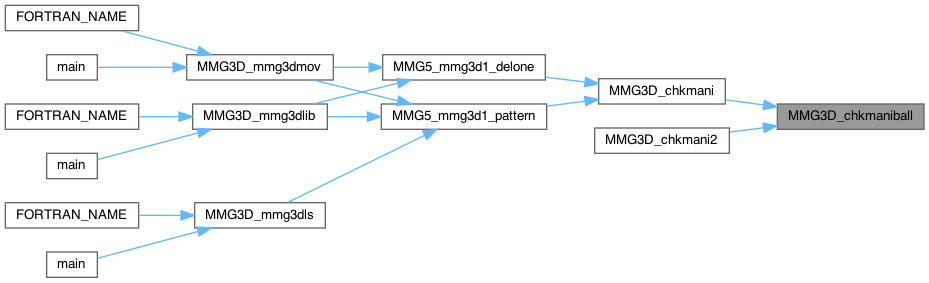 FORTRAN_NAME
main
MMG3D_mmg3dmov
MMG5_mmg3d1_delone
MMG3D_chkmani
FORTRAN_NAME
MMG3D_mmg3dlib
MMG5_mmg3d1_pattern
MMG3D_chkmaniball
MMG3D_chkmani2
main
FORTRAN_NAME
MMG3D_mmg3dls
main